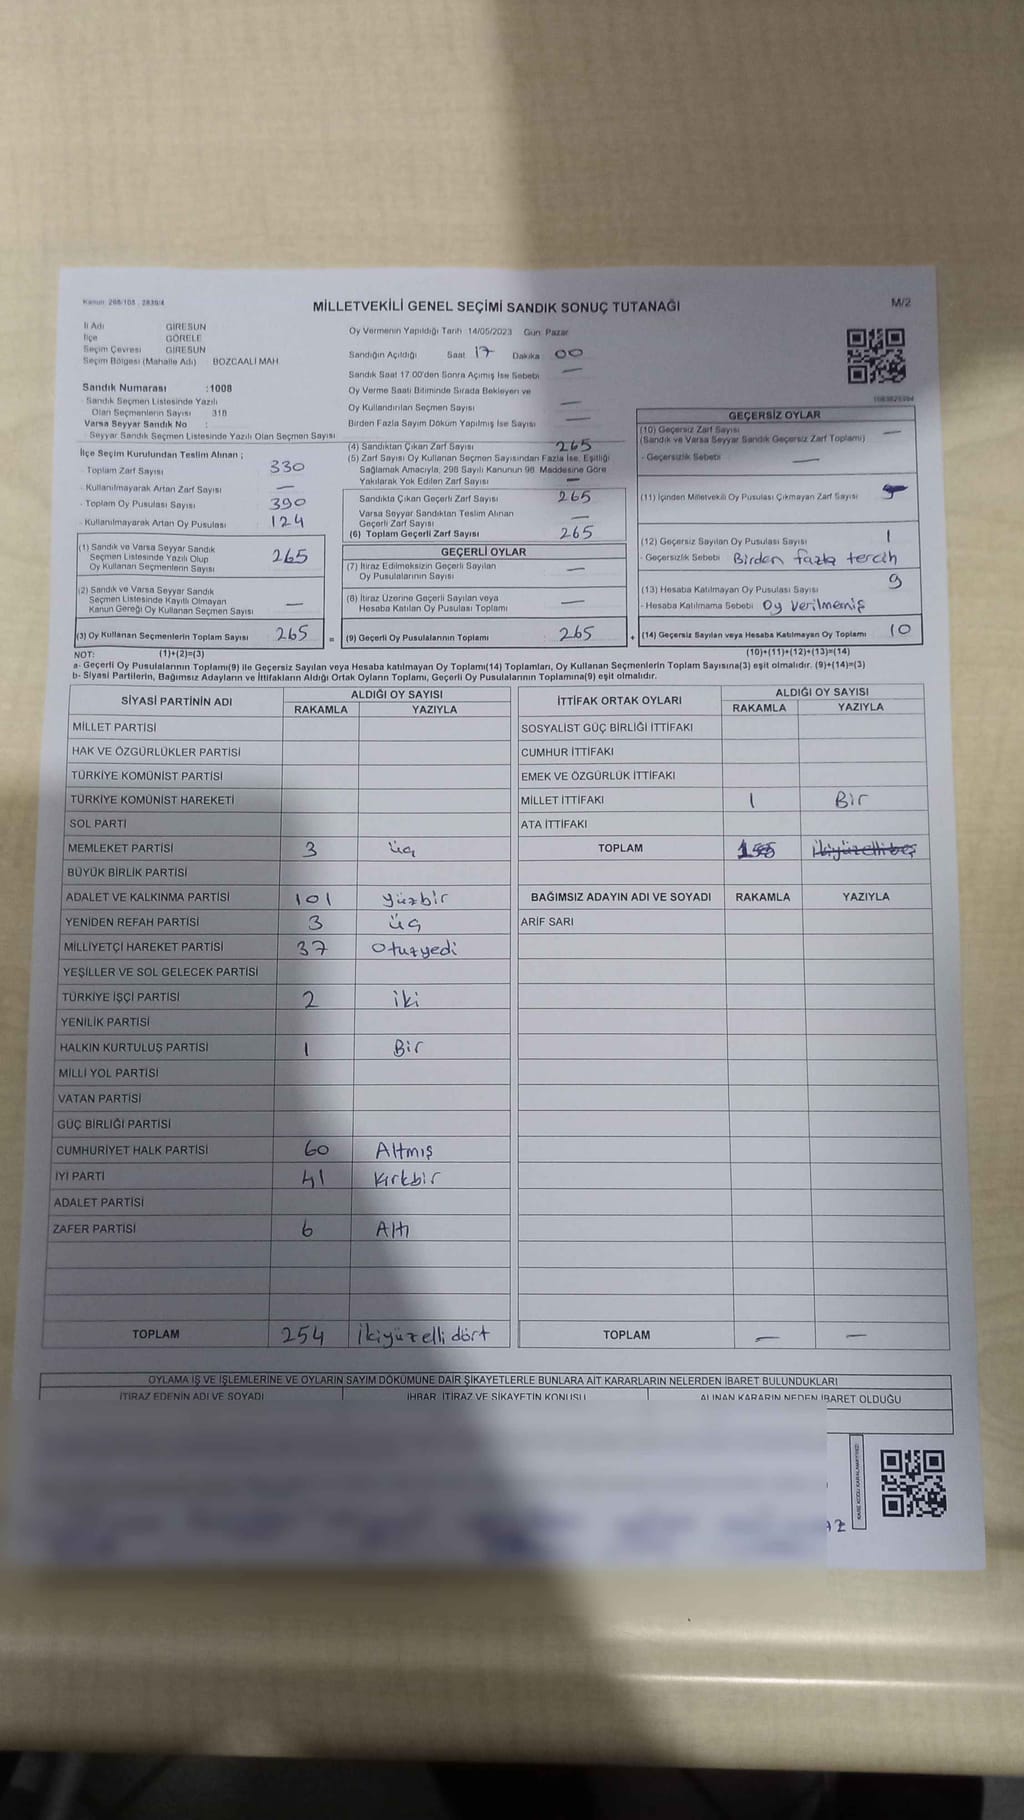 Kanun: 298/105 , 2839/4
MİLLETVEKİLİ GENEL SEÇİMİ SANDIK SONUÇ TUTANAĞI
M/2
İl Adı GİRESUN
İlçe GÖRELE
Seçim Çevresi GİRESUN
Seçim Bölgesi (Mahalle Adı) BOZCAALİ MAH
Sandık Numarası :1008
Sandık Seçmen Listesinde Yazılı
Olan Seçmenlerin Sayısı 318
Varsa Seyyar Sandık No :
Seyyar Sandık Seçmen Listesinde Yazılı Olan Seçmen Sayısı
İlçe Seçim Kurulundan Teslim Alınan ;
- Toplam Zarf Sayısı 330
- Kullanılmayarak Artan Zarf Sayısı —
- Toplam Oy Pusulası Sayısı 390
- Kullanılmayarak Artan Oy Pusulası 124
(1) Sandık ve Varsa Seyyar Sandık
Seçmen Listesinde Yazılı Olup
Oy Kullanan Seçmenlerin Sayısı 265
(2) Sandık ve Varsa Seyyar Sandık
Seçmen Listesinde Kayıtlı Olmayan
Kanun Gereği Oy Kullanan Seçmen Sayısı —
(3) Oy Kullanan Seçmenlerin Toplam Sayısı 265
Oy Vermenin Yapıldığı Tarih 14/05/2023 Gün: Pazar
Sandığın Açıldığı Saat 17 Dakika 00
Sandık Saat 17.00'den Sonra Açılmış İse Sebebi —
Oy Verme Saati Bitiminde Sırada Bekleyen ve
Oy Kullandırılan Seçmen Sayısı —
Birden Fazla Sayım Döküm Yapılmış İse Sayısı —
(4) Sandıktan Çıkan Zarf Sayısı 265
(5) Zarf Sayısı Oy Kullanan Seçmen Sayısından Fazla İse, Eşitliği
Sağlamak Amacıyla, 298 Sayılı Kanunun 98. Maddesine Göre
Yakılarak Yok Edilen Zarf Sayısı —
Sandıkta Çıkan Geçerli Zarf Sayısı 265
Varsa Seyyar Sandıktan Teslim Alınan
Geçerli Zarf Sayısı —
(6) Toplam Geçerli Zarf Sayısı 265
GEÇERLİ OYLAR
(7) İtiraz Edilmeksizin Geçerli Sayılan
Oy Pusulalarının Sayısı —
(8) İtiraz Üzerine Geçerli Sayılan veya
Hesaba Katılan Oy Pusulası Toplamı —
= (9) Geçerli Oy Pusulalarının Toplamı 265
GEÇERSİZ OYLAR
(10) Geçersiz Zarf Sayısı
(Sandık ve Varsa Seyyar Sandık Geçersiz Zarf Toplamı) —
- Geçersizlik Sebebi —
(11) İçinden Milletvekili Oy Pusulası Çıkmayan Zarf Sayısı
(12) Geçersiz Sayılan Oy Pusulası Sayısı 1
- Geçersizlik Sebebi Birden fazla tercih
(13) Hesaba Katılmayan Oy Pusulası Sayısı 9
- Hesaba Katılmama Sebebi Oy Verilmemiş
+ (14) Geçersiz Sayılan veya Hesaba Katılmayan Oy Toplamı 10
NOT: (1)+(2)=(3)
(10)+(11)+(12)+(13)=(14)
a- Geçerli Oy Pusulalarının Toplamı(9) ile Geçersiz Sayılan veya Hesaba katılmayan Oy Toplamı(14) Toplamları, Oy Kullanan Seçmenlerin Toplam Sayısına(3) eşit olmalıdır. (9)+(14)=(3)
b- Siyasi Partilerin, Bağımsız Adayların ve İttifakların Aldığı Ortak Oyların Toplamı, Geçerli Oy Pusulalarının Toplamına(9) eşit olmalıdır.
SİYASİ PARTİNİN ADI
ALDIĞI OY SAYISI
RAKAMLA YAZIYLA
MİLLET PARTİSİ
HAK VE ÖZGÜRLÜKLER PARTİSİ
TÜRKİYE KOMÜNİST PARTİSİ
TÜRKİYE KOMÜNİST HAREKETİ
SOL PARTİ
MEMLEKET PARTİSİ 3 üç
BÜYÜK BİRLİK PARTİSİ
ADALET VE KALKINMA PARTİSİ 101 yüzbir
YENİDEN REFAH PARTİSİ 3 üç
MİLLİYETÇİ HAREKET PARTİSİ 37 Otuzyedi
YEŞİLLER VE SOL GELECEK PARTİSİ
TÜRKİYE İŞÇİ PARTİSİ 2 iki
YENİLİK PARTİSİ
HALKIN KURTULUŞ PARTİSİ 1 Bir
MİLLİ YOL PARTİSİ
VATAN PARTİSİ
GÜÇ BİRLİĞİ PARTİSİ
CUMHURİYET HALK PARTİSİ 60 Altmış
İYİ PARTİ 41 Kırkbir
ADALET PARTİSİ
ZAFER PARTİSİ 6 Altı
TOPLAM 254 İkiyüzelli dört
İTTİFAK ORTAK OYLARI
ALDIĞI OY SAYISI
RAKAMLA YAZIYLA
SOSYALİST GÜÇ BİRLİĞİ İTTİFAKI
CUMHUR İTTİFAKI
EMEK VE ÖZGÜRLÜK İTTİFAKI
MİLLET İTTİFAKI 1 Bir
ATA İTTİFAKI
TOPLAM ikiyüzellibeş
BAĞIMSIZ ADAYIN ADI VE SOYADI RAKAMLA YAZIYLA
ARİF SARI
TOPLAM — —
OYLAMA İŞ VE İŞLEMLERİNE VE OYLARIN SAYIM DÖKÜMÜNE DAİR ŞİKAYETLERLE BUNLARA AİT KARARLARIN NELERDEN İBARET BULUNDUKLARI
İTİRAZ EDENİN ADI VE SOYADI İHBAR, İTİRAZ VE ŞİKAYETİN KONUSU ALINAN KARARIN NEDEN İBARET OLDUĞU